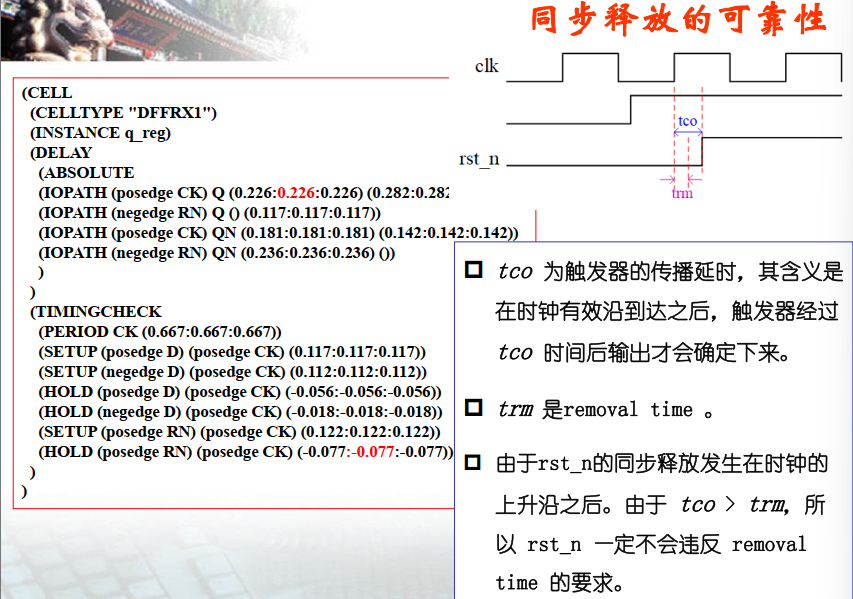 同步释放的可靠性
clk
tco
rst_n
trm
(CELL
(CELLTYPE "DFFRX1")
(INSTANCE q_reg)
(DELAY
(ABSOLUTE
(IOPATH (posedge CK) Q (0.226:0.226:0.226) (0.282:0.282
(IOPATH (negedge RN) Q () (0.117:0.117:0.117))
(IOPATH (posedge CK) QN (0.181:0.181:0.181) (0.142:0.142:0.142))
(IOPATH (negedge RN) QN (0.236:0.236:0.236) ())
)
)
(TIMINGCHECK
(PERIOD CK (0.667:0.667:0.667))
(SETUP (posedge D) (posedge CK) (0.117:0.117:0.117))
(SETUP (negedge D) (posedge CK) (0.112:0.112:0.112))
(HOLD (posedge D) (posedge CK) (-0.056:-0.056:-0.056))
(HOLD (negedge D) (posedge CK) (-0.018:-0.018:-0.018))
(SETUP (posedge RN) (posedge CK) (0.122:0.122:0.122))
(HOLD (posedge RN) (posedge CK) (-0.077:-0.077:-0.077))
)
)
tco 为触发器的传播延时，其含义是
在时钟有效沿到达之后，触发器经过
tco 时间后输出才会确定下来。
trm 是removal time 。
由于rst_n的同步释放发生在时钟的
上升沿之后。由于 tco > trm，所
以 rst_n 一定不会违反 removal
time 的要求。